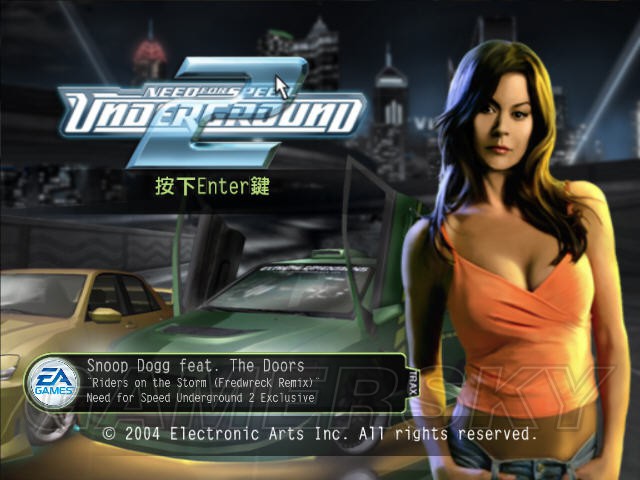 NEED FOR SPEED
UNDERGROUND
2
按下Enter鍵
EA
GAMES
Snoop Dogg feat. The Doors
"Riders on the Storm (Fredwreck Remix)"
Need for Speed Underground 2 Exclusive
TRAX
GAMERSKY
© 2004 Electronic Arts Inc. All rights reserved.